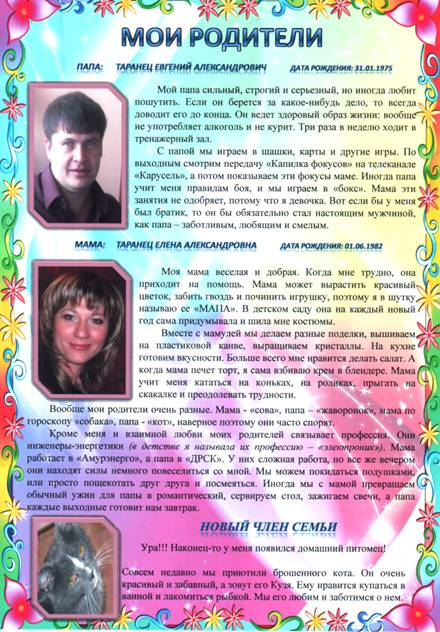 МОИ РОДИТЕЛИ
ПАПА: ТАРАНЕЦ ЕВГЕНИЙ АЛЕКСАНДРОВИЧ ДАТА РОЖДЕНИЯ: 31.01.1975
Мой папа сильный, строгий и серьезный, но иногда любит
пошутить. Если он берется за какое-нибудь дело, то всегда
доводит его до конца. Он ведет здоровый образ жизни: вообще
не употребляет алкоголь и не курит. Три раза в неделю ходит в
тренажерный зал.
С папой мы играем в шашки, карты и другие игры. По
выходным смотрим передачу «Капилка фокусов» на телеканале
«Карусель», а потом показываем эти фокусы маме. Иногда папа
учит меня правилам боя, и мы играем в «бокс». Мама эти
занятия не одобряет, потому что я девочка. Вот если бы у меня
был братик, то он бы обязательно стал настоящим мужчиной,
как папа – заботливым, любящим и смелым.
МАМА: ТАРАНЕЦ ЕЛЕНА АЛЕКСАНДРОВНА ДАТА РОЖДЕНИЯ: 01.06.1982
Моя мама веселая и добрая. Когда мне трудно, она
приходит на помощь. Мама может вырастить красивый
цветок, забить гвоздь и починить игрушку, поэтому я в шутку
называю ее «МАПА». В детском саду она на каждый новый
год сама придумывала и шила мне костюмы.
Вместе с мамулей мы делаем разные поделки, вышиваем
на пластиковой канве, выращиваем кристаллы. На кухне
готовим вкусности. Больше всего мне нравится делать салат. А
когда мама печет торт, я сама взбиваю крем в блендере. Мама
учит меня кататься на коньках, на роликах, прыгать на
скакалке и преодолевать трудности.
Вообще мои родители очень разные. Мама - «сова», папа – «жаворонок», мама по
гороскопу «собака», папа - «кот», наверное поэтому они часто спорят.
Кроме меня и взаимной любви моих родителей связывает профессия. Они
инженеры-энергетики (в детстве я называла их профессию – «электроник). Мама
работает в «Амурэнерго», а папа в «ДРСК». У них сложная работа, но все же вечером
они находят силы немного повеселиться со мной. Мы можем покидаться подушками,
или просто пощекотать друг друга и посмеяться. Иногда мы с мамой превращаем
обычный ужин для папы в романтический, сервируем стол, зажигаем свечи, а папа
каждые выходные готовит нам завтрак.
НОВЫЙ ЧЛЕН СЕМЬИ
Ура!!! Наконец-то у меня появился домашний питомец!
Совсем недавно мы приютили брошенного кота. Он очень
красивый и забавный, а зовут его Кузя. Ему нравится купаться в
ванной и лакомиться рыбкой. Мы его любим и заботимся о нем.